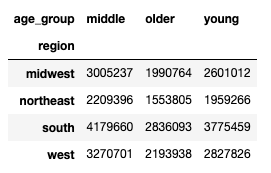 age_group middle older young
region
midwest 3005237 1990764 2601012
northeast 2209396 1553805 1959266
south 4179660 2836093 3775459
west 3270701 2193938 2827826